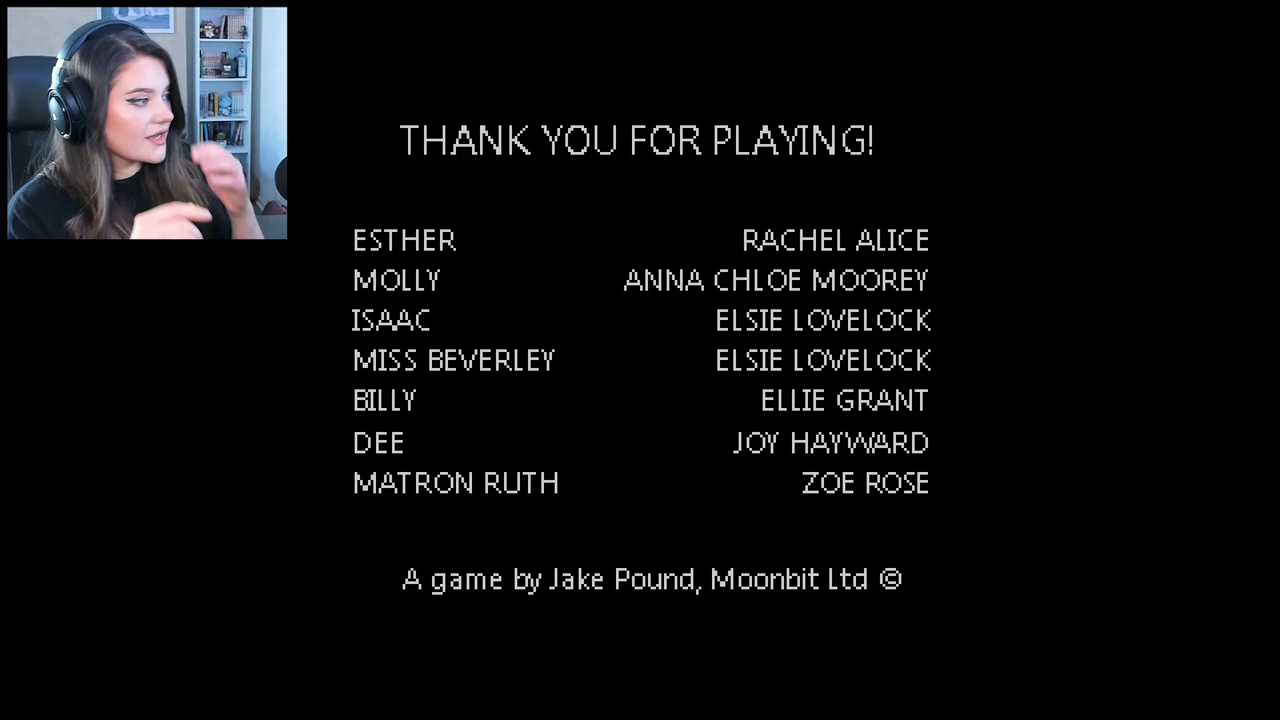 THANK YOU FOR PLAYING!
ESTHER RACHEL ALICE
MOLLY ANNA CHLOE MOOREY
ISAAC ELSIE LOVELOCK
MISS BEVERLEY ELSIE LOVELOCK
BILLY ELLIE GRANT
DEE JOY HAYWARD
MATRON RUTH ZOE ROSE
A game by Jake Pound, Moonbit Ltd ©